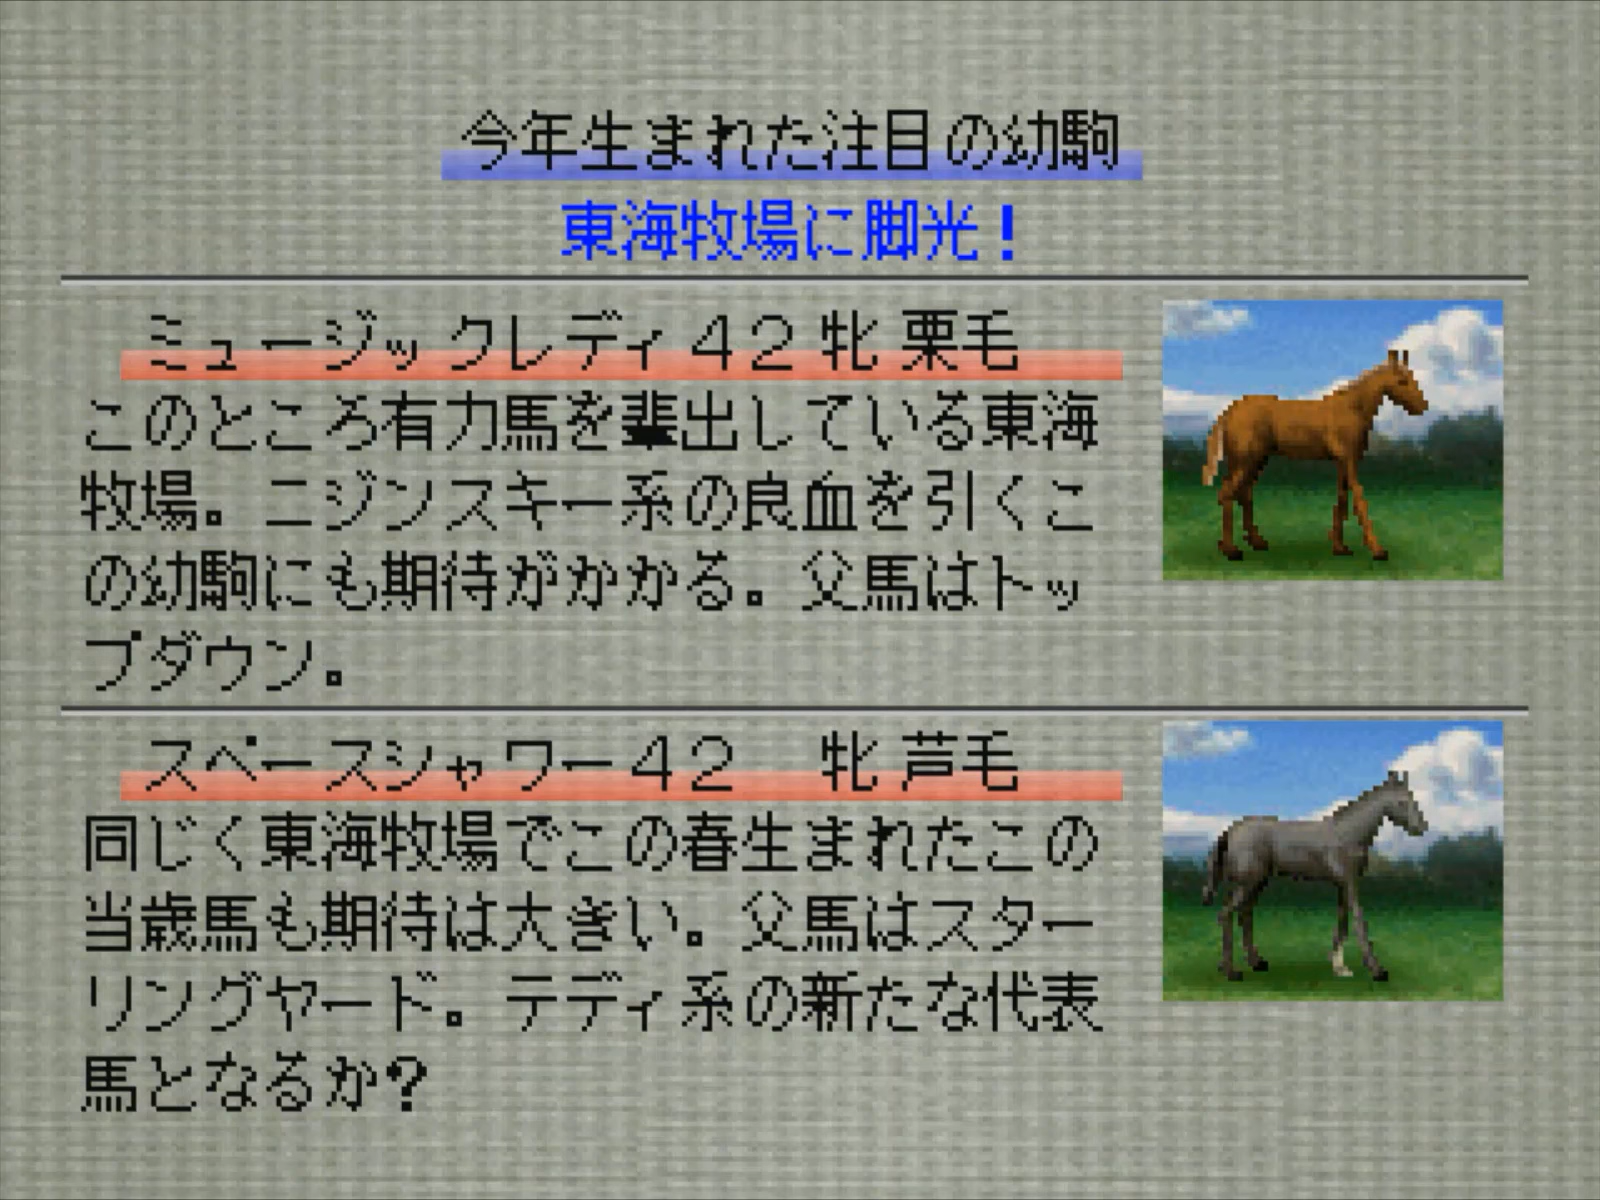 今年生まれた注目の幼駒
東海牧場に脚光！
ミュージックレディ４２ 牝 栗毛
このところ有力馬を輩出している東海
牧場。ニジンスキー系の良血を引くこ
の幼駒にも期待がかかる。父馬はトッ
プダウン。
スペースシャワー４２　牝 芦毛
同じく東海牧場でこの春生まれたこの
当歳馬も期待は大きい。父馬はスター
リングヤード。テディ系の新たな代表
馬となるか？